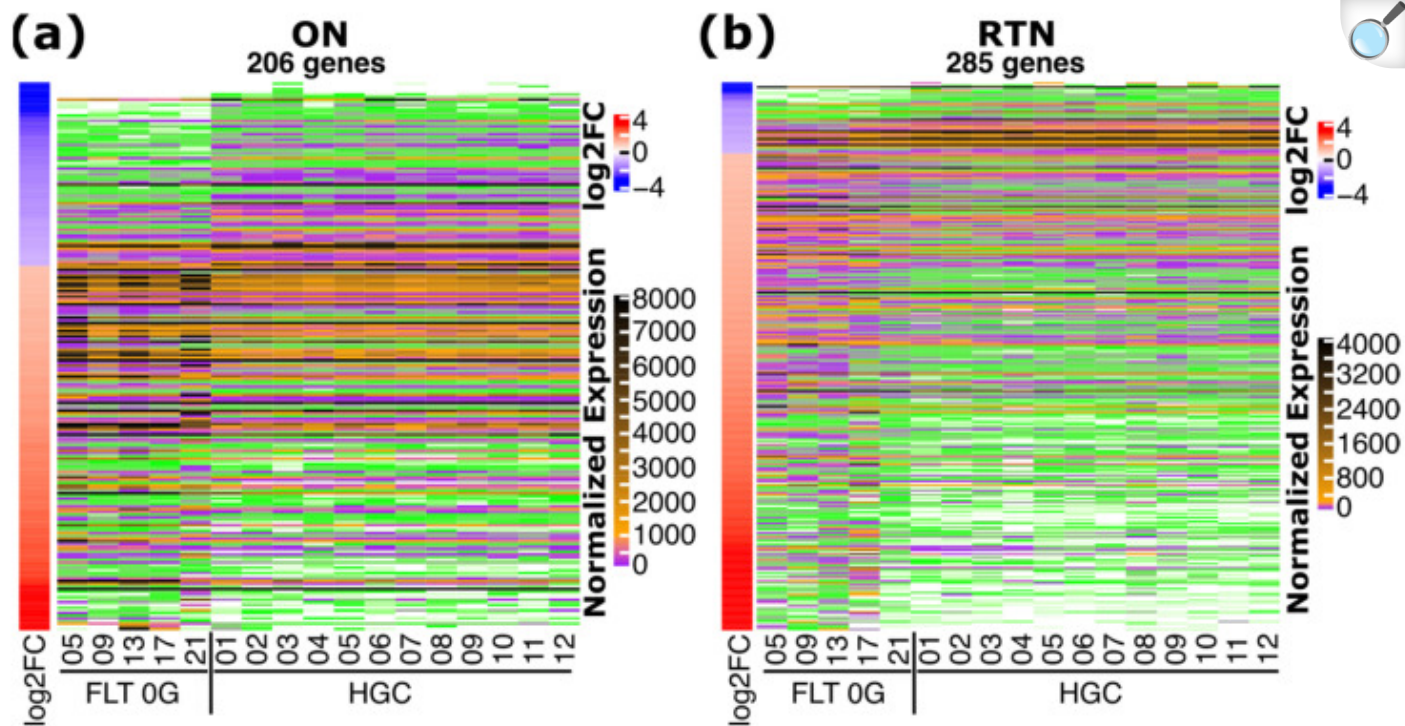 (a)
ON
206 genes
log2FC
4
0
−4
Normalized Expression
8000
7000
6000
5000
4000
3000
2000
1000
0
log2FC
05 09 13 17 21 01 02 03 04 05 06 07 08 09 10 11 12
FLT 0G HGC
(b)
RTN
285 genes
log2FC
4
0
−4
Normalized Expression
4000
3200
2400
1600
800
0
log2FC
05 09 13 17 21 01 02 03 04 05 06 07 08 09 10 11 12
FLT 0G HGC